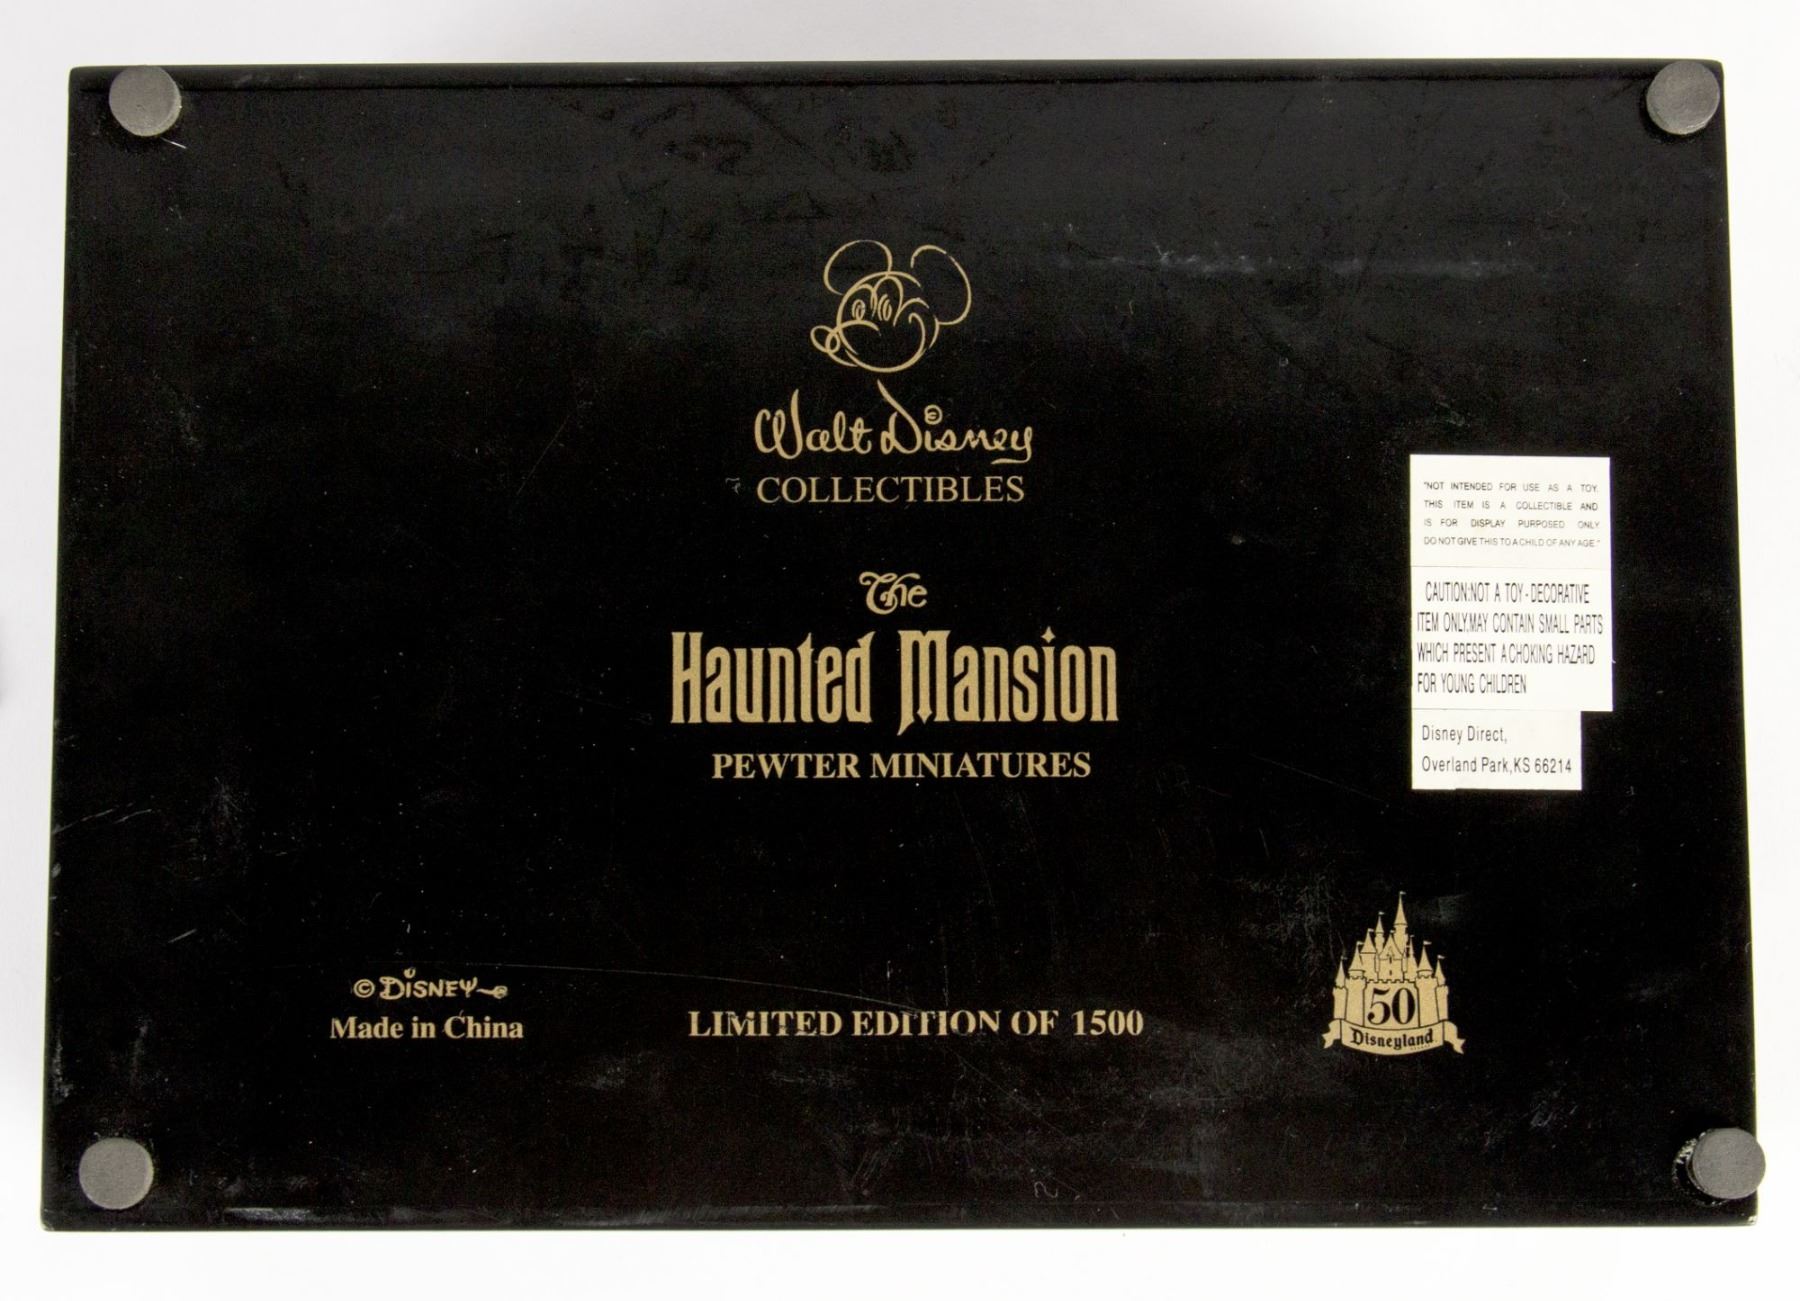 Walt Disney
COLLECTIBLES
The
Haunted Mansion
PEWTER MINIATURES
"NOT INTENDED FOR USE AS A TOY.
THIS ITEM IS A COLLECTIBLE AND
IS FOR DISPLAY PURPOSED ONLY
DO NOT GIVE THIS TO A CHILD OF ANY AGE."
CAUTION:NOT A TOY - DECORATIVE
ITEM ONLY,MAY CONTAIN SMALL PARTS
WHICH PRESENT A CHOKING HAZARD
FOR YOUNG CHILDREN
Disney Direct,
Overland Park,KS 66214
© DISNEY
Made in China
LIMITED EDITION OF 1500
50
Disneyland